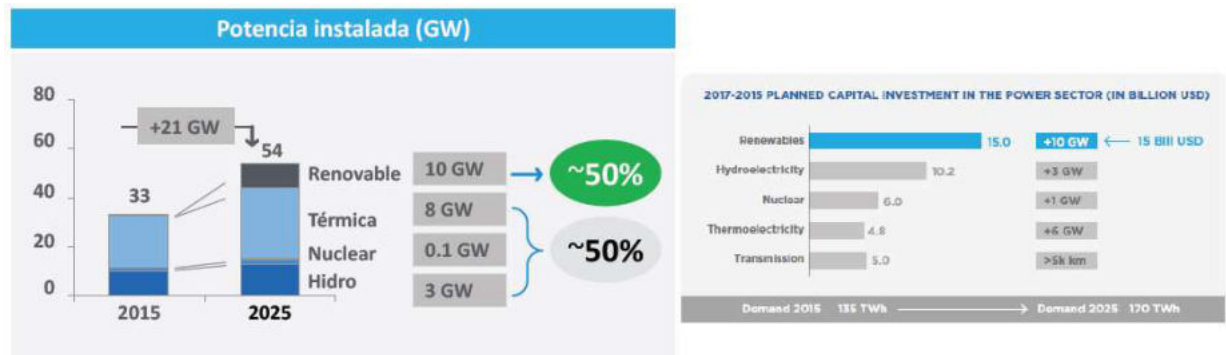 Potencia instalada (GW)
80
60
40
20
0
+21 GW
33
54
2015
2025
Renovable
Térmica
Nuclear
Hidro
10 GW
8 GW
0.1 GW
3 GW
~50%
~50%
2017-2015 PLANNED CAPITAL INVESTMENT IN THE POWER SECTOR (IN BILLION USD)
Renewables 15.0 +10 GW 15 Bill USD
Hydroelectricity 10.2 +3 GW
Nuclear 6.0 +1 GW
Thermoelectricity 4.8 +6 GW
Transmission 5.0 >5k km
Demand 2015 135 TWh Demand 2025 170 TWh